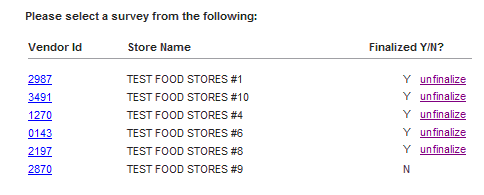 Please select a survey from the following:
Vendor Id Store Name Finalized Y/N?
2987 TEST FOOD STORES #1 Y unfinalize
3491 TEST FOOD STORES #10 Y unfinalize
1270 TEST FOOD STORES #4 Y unfinalize
0143 TEST FOOD STORES #6 Y unfinalize
2197 TEST FOOD STORES #8 Y unfinalize
2870 TEST FOOD STORES #9 N